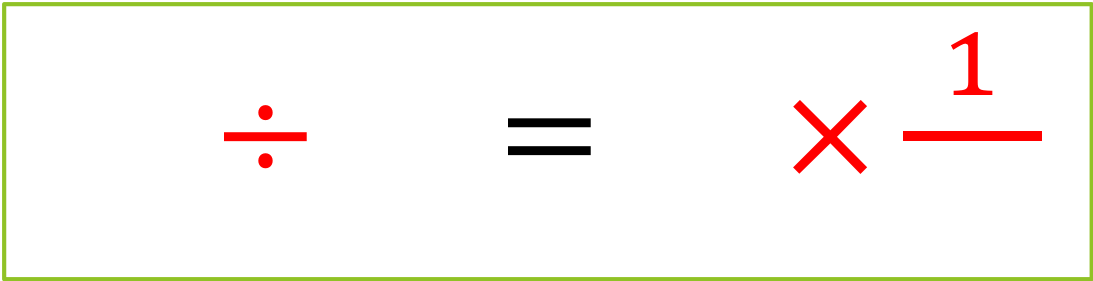 ÷ = × 1/